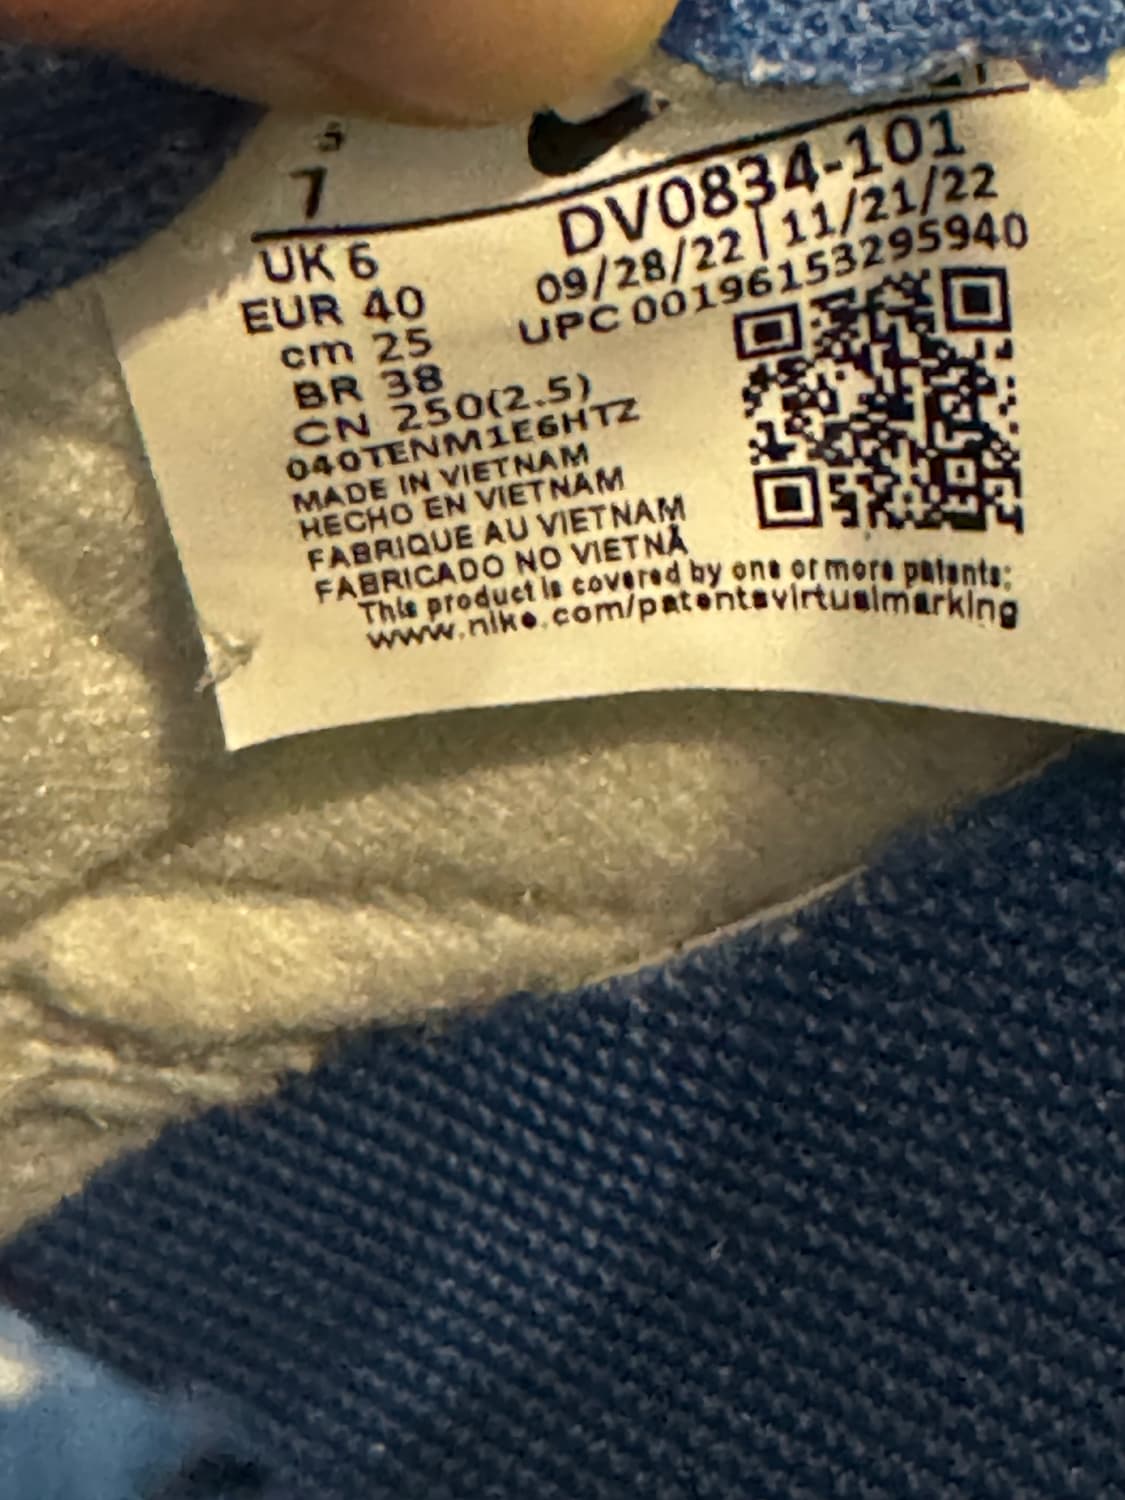 7
DV0834-101
UK 6
09/28/22 | 11/21/22
EUR 40
UPC 00196153295940
cm 25
BR 38
CN 250(2.5)
040TENM1E6HTZ
MADE IN VIETNAM
HECHO EN VIETNAM
FABRIQUE AU VIETNAM
FABRICADO NO VIETNÃ
This product is covered by one or more patents:
www.nike.com/patentsvirtualmarking